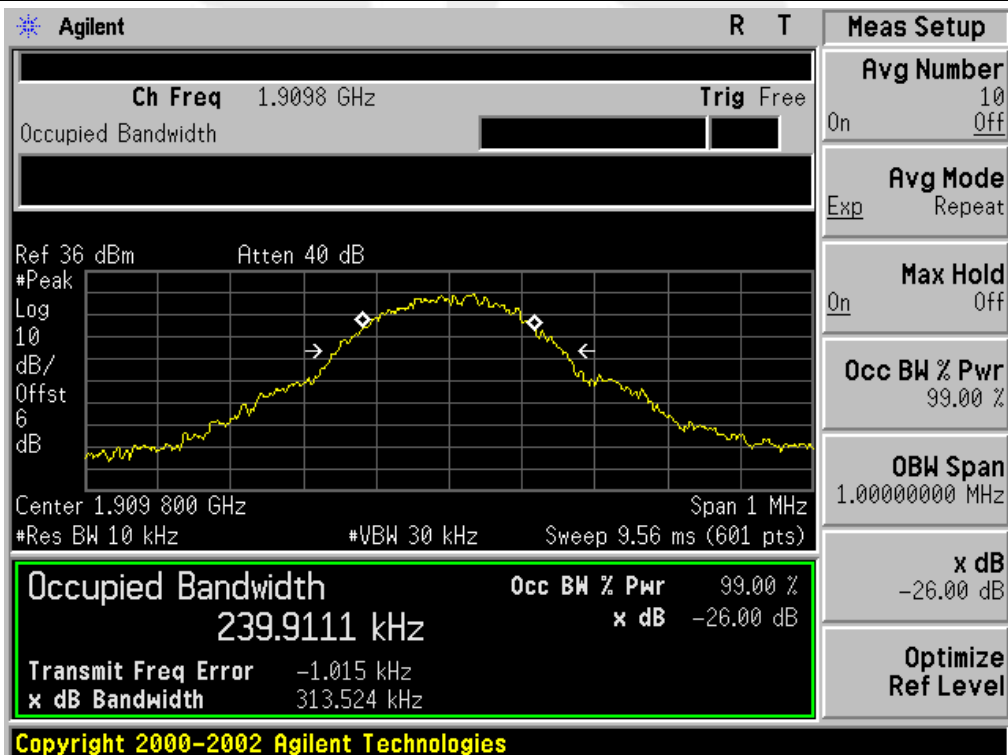 Agilent R T
Ch Freq 1.9098 GHz Trig Free
Occupied Bandwidth
Ref 36 dBm Atten 40 dB
#Peak
Log
10
dB/
Offst
6
dB
Center 1.909 800 GHz Span 1 MHz
#Res BW 10 kHz #VBW 30 kHz Sweep 9.56 ms (601 pts)
Occupied Bandwidth Occ BW % Pwr 99.00 %
239.9111 kHz x dB -26.00 dB
Transmit Freq Error -1.015 kHz
x dB Bandwidth 313.524 kHz
Copyright 2000-2002 Agilent Technologies
Meas Setup
Avg Number
10
On Off
Avg Mode
Exp Repeat
Max Hold
On Off
Occ BW % Pwr
99.00 %
OBW Span
1.00000000 MHz
x dB
-26.00 dB
Optimize
Ref Level